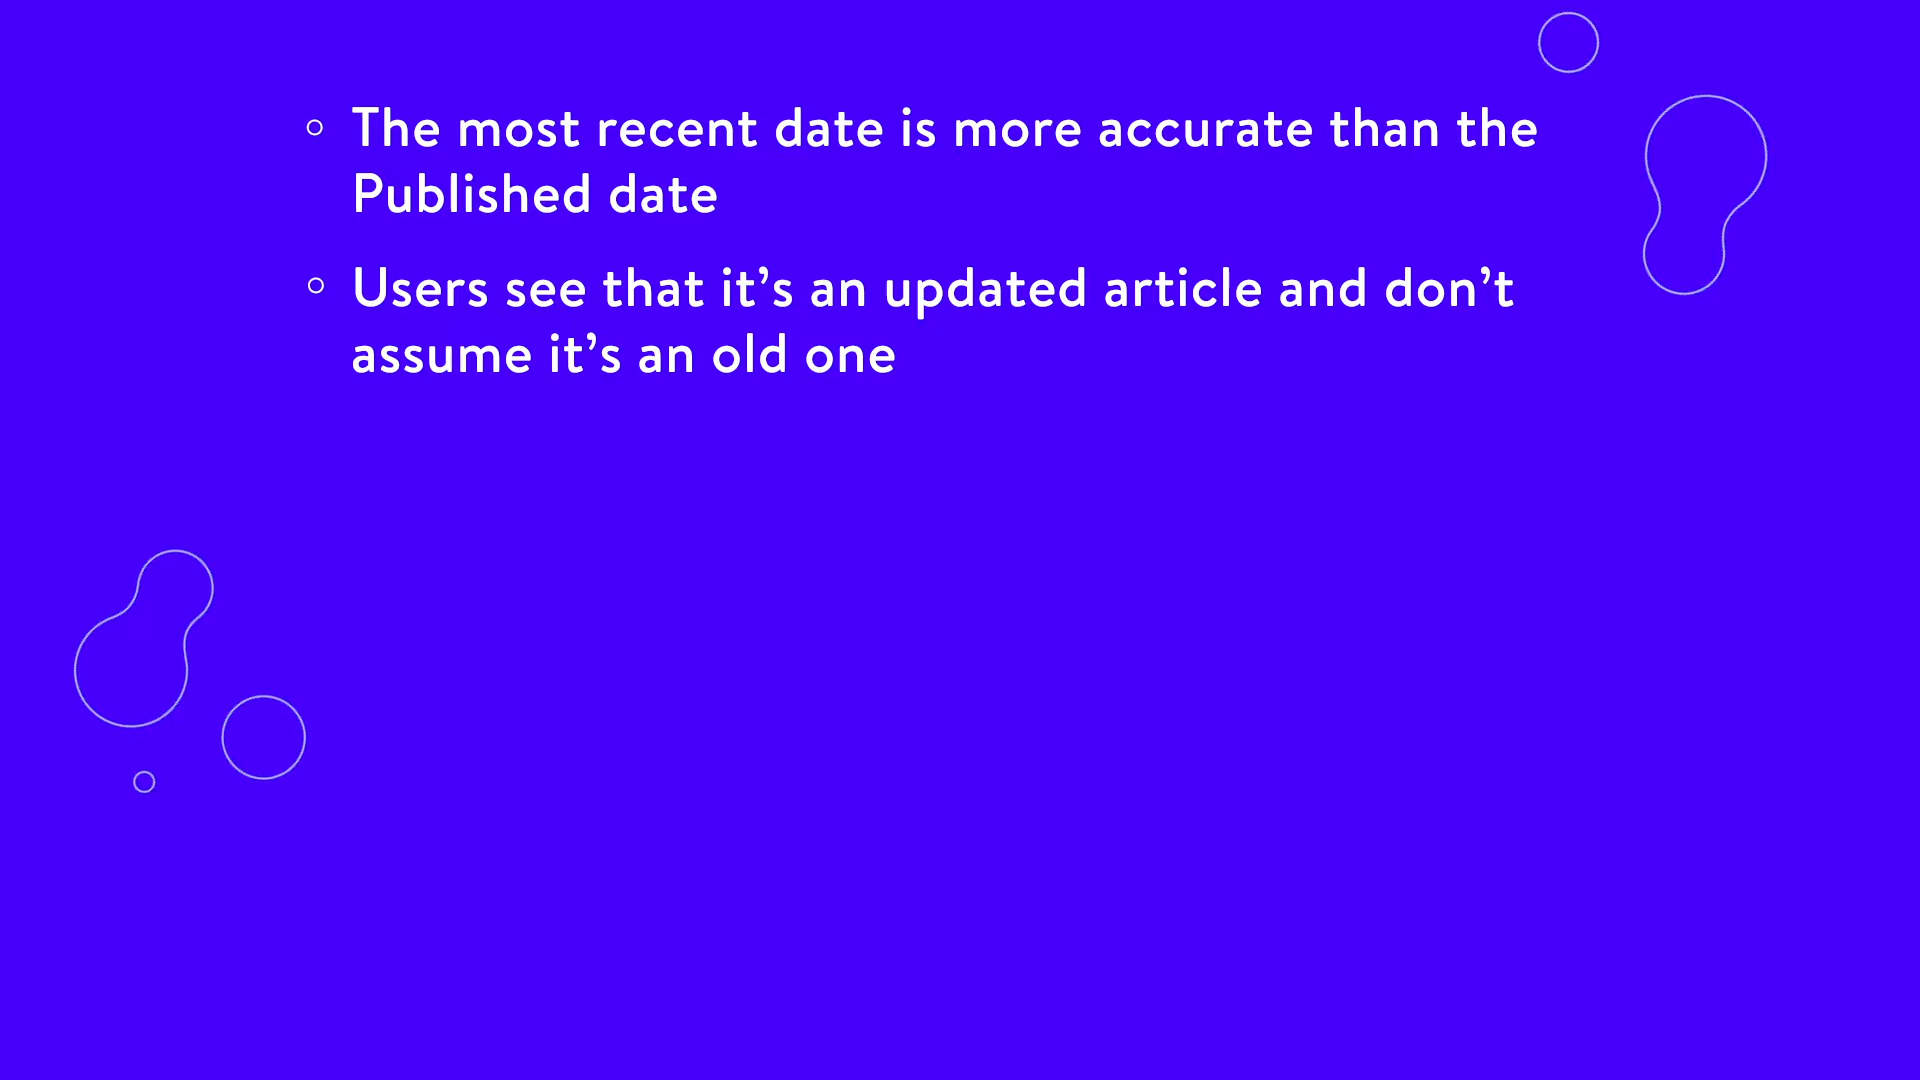 The most recent date is more accurate than the
Published date
Users see that it’s an updated article and don’t
assume it’s an old one